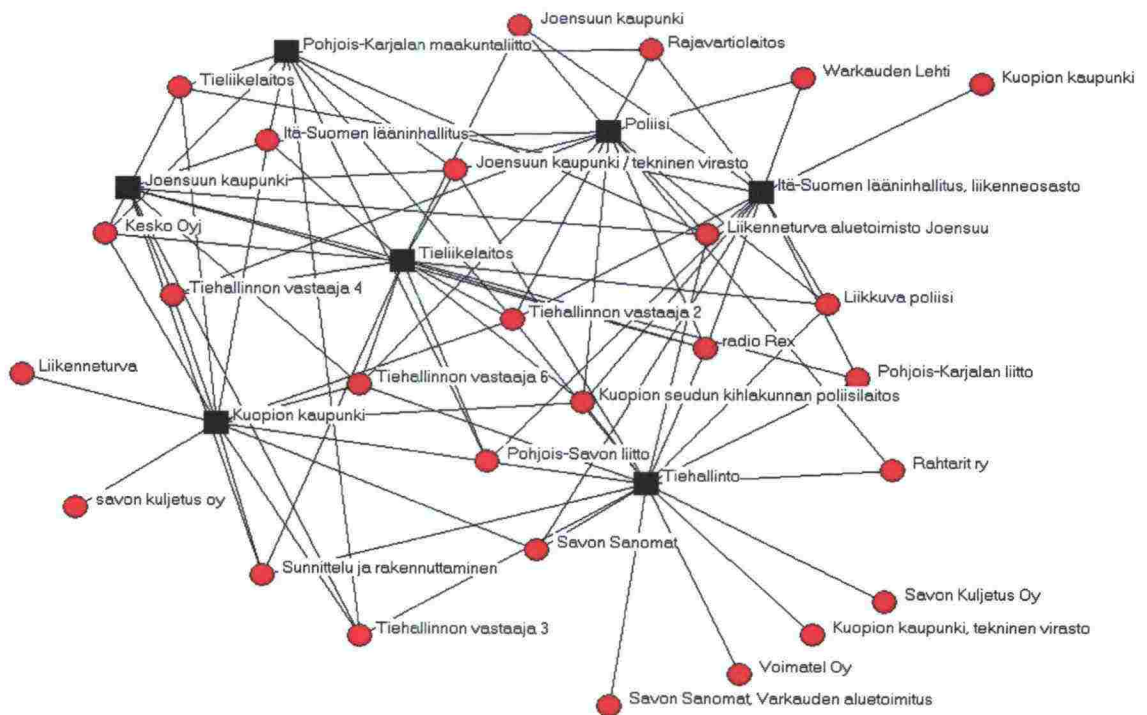 Joensuun kaupunki
Pohjois-Karjalan maakuntaliitto
Rajavartiolaitos
Warkauden Lehti
Kuopion kaupunki
Tieliikelaitos
Poliisi
Itä-Suomen lääninhallitus
Joensuun kaupunki, tekninen virasto
Joensuun kaupunki
Itä-Suomen lääninhallitus, liikenneosasto
Kesko Oyj
Liikenneturva aluetoimisto Joensuu
Tieliikelaitos
Tiehallinnon vastaaja 4
Liikkuva poliisi
Tiehallinnon vastaaja 2
radio Rex
Liikenneturva
Pohjois-Karjalan liitto
Tiehallinnon vastaaja 6
Kuopion seudun kihlakunnan poliisilaitos
Kuopion kaupunki
Pohjois-Savon liitto
Rahtarit ry
Tiehallinto
savon kuljetus oy
Savon Sanomat
Sunnittelu ja rakennuttaminen
Savon Kuljetus Oy
Tiehallinnon vastaaja 3
Kuopion kaupunki, tekninen virasto
Voimatel Oy
Savon Sanomat, Varkauden aluetoimitus